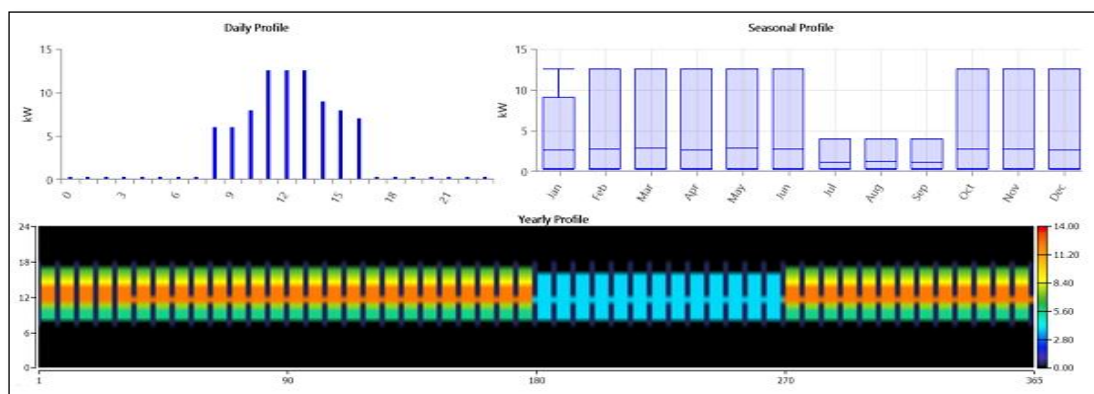 Daily Profile
15
10
5
0
kW
0 3 6 9 12 15 18 21
Seasonal Profile
15
10
5
0
kW
Jan Feb Mar Apr May Jun Jul Aug Sep Oct Nov Dec
Yearly Profile
24
18
12
6
0
1 90 180 270 365
14.00
11.20
8.40
5.60
2.80
0.00